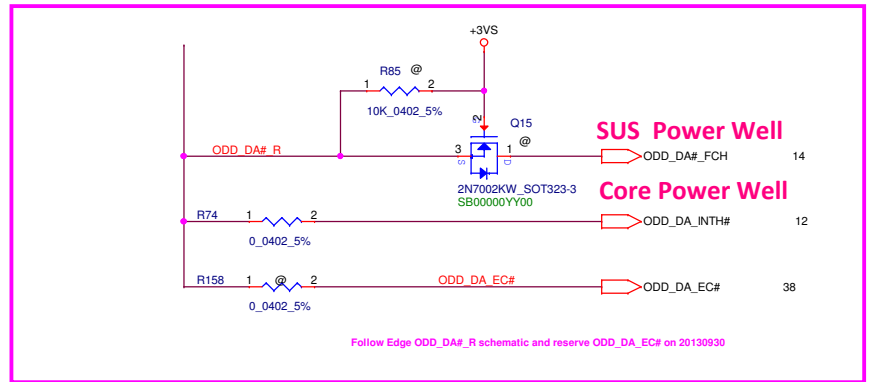 +3VS
R85 @
1 2
10K_0402_5%
2
G
Q15
@
SUS Power Well
ODD_DA#_R
3
S
1
D
ODD_DA#_FCH 14
2N7002KW_SOT323-3
SB00000YY00
Core Power Well
R74 1 2
ODD_DA_INTH# 12
0_0402_5%
R158 1 @ 2
ODD_DA_EC#
ODD_DA_EC# 38
0_0402_5%
Follow Edge ODD_DA#_R schematic and reserve ODD_DA_EC# on 20130930